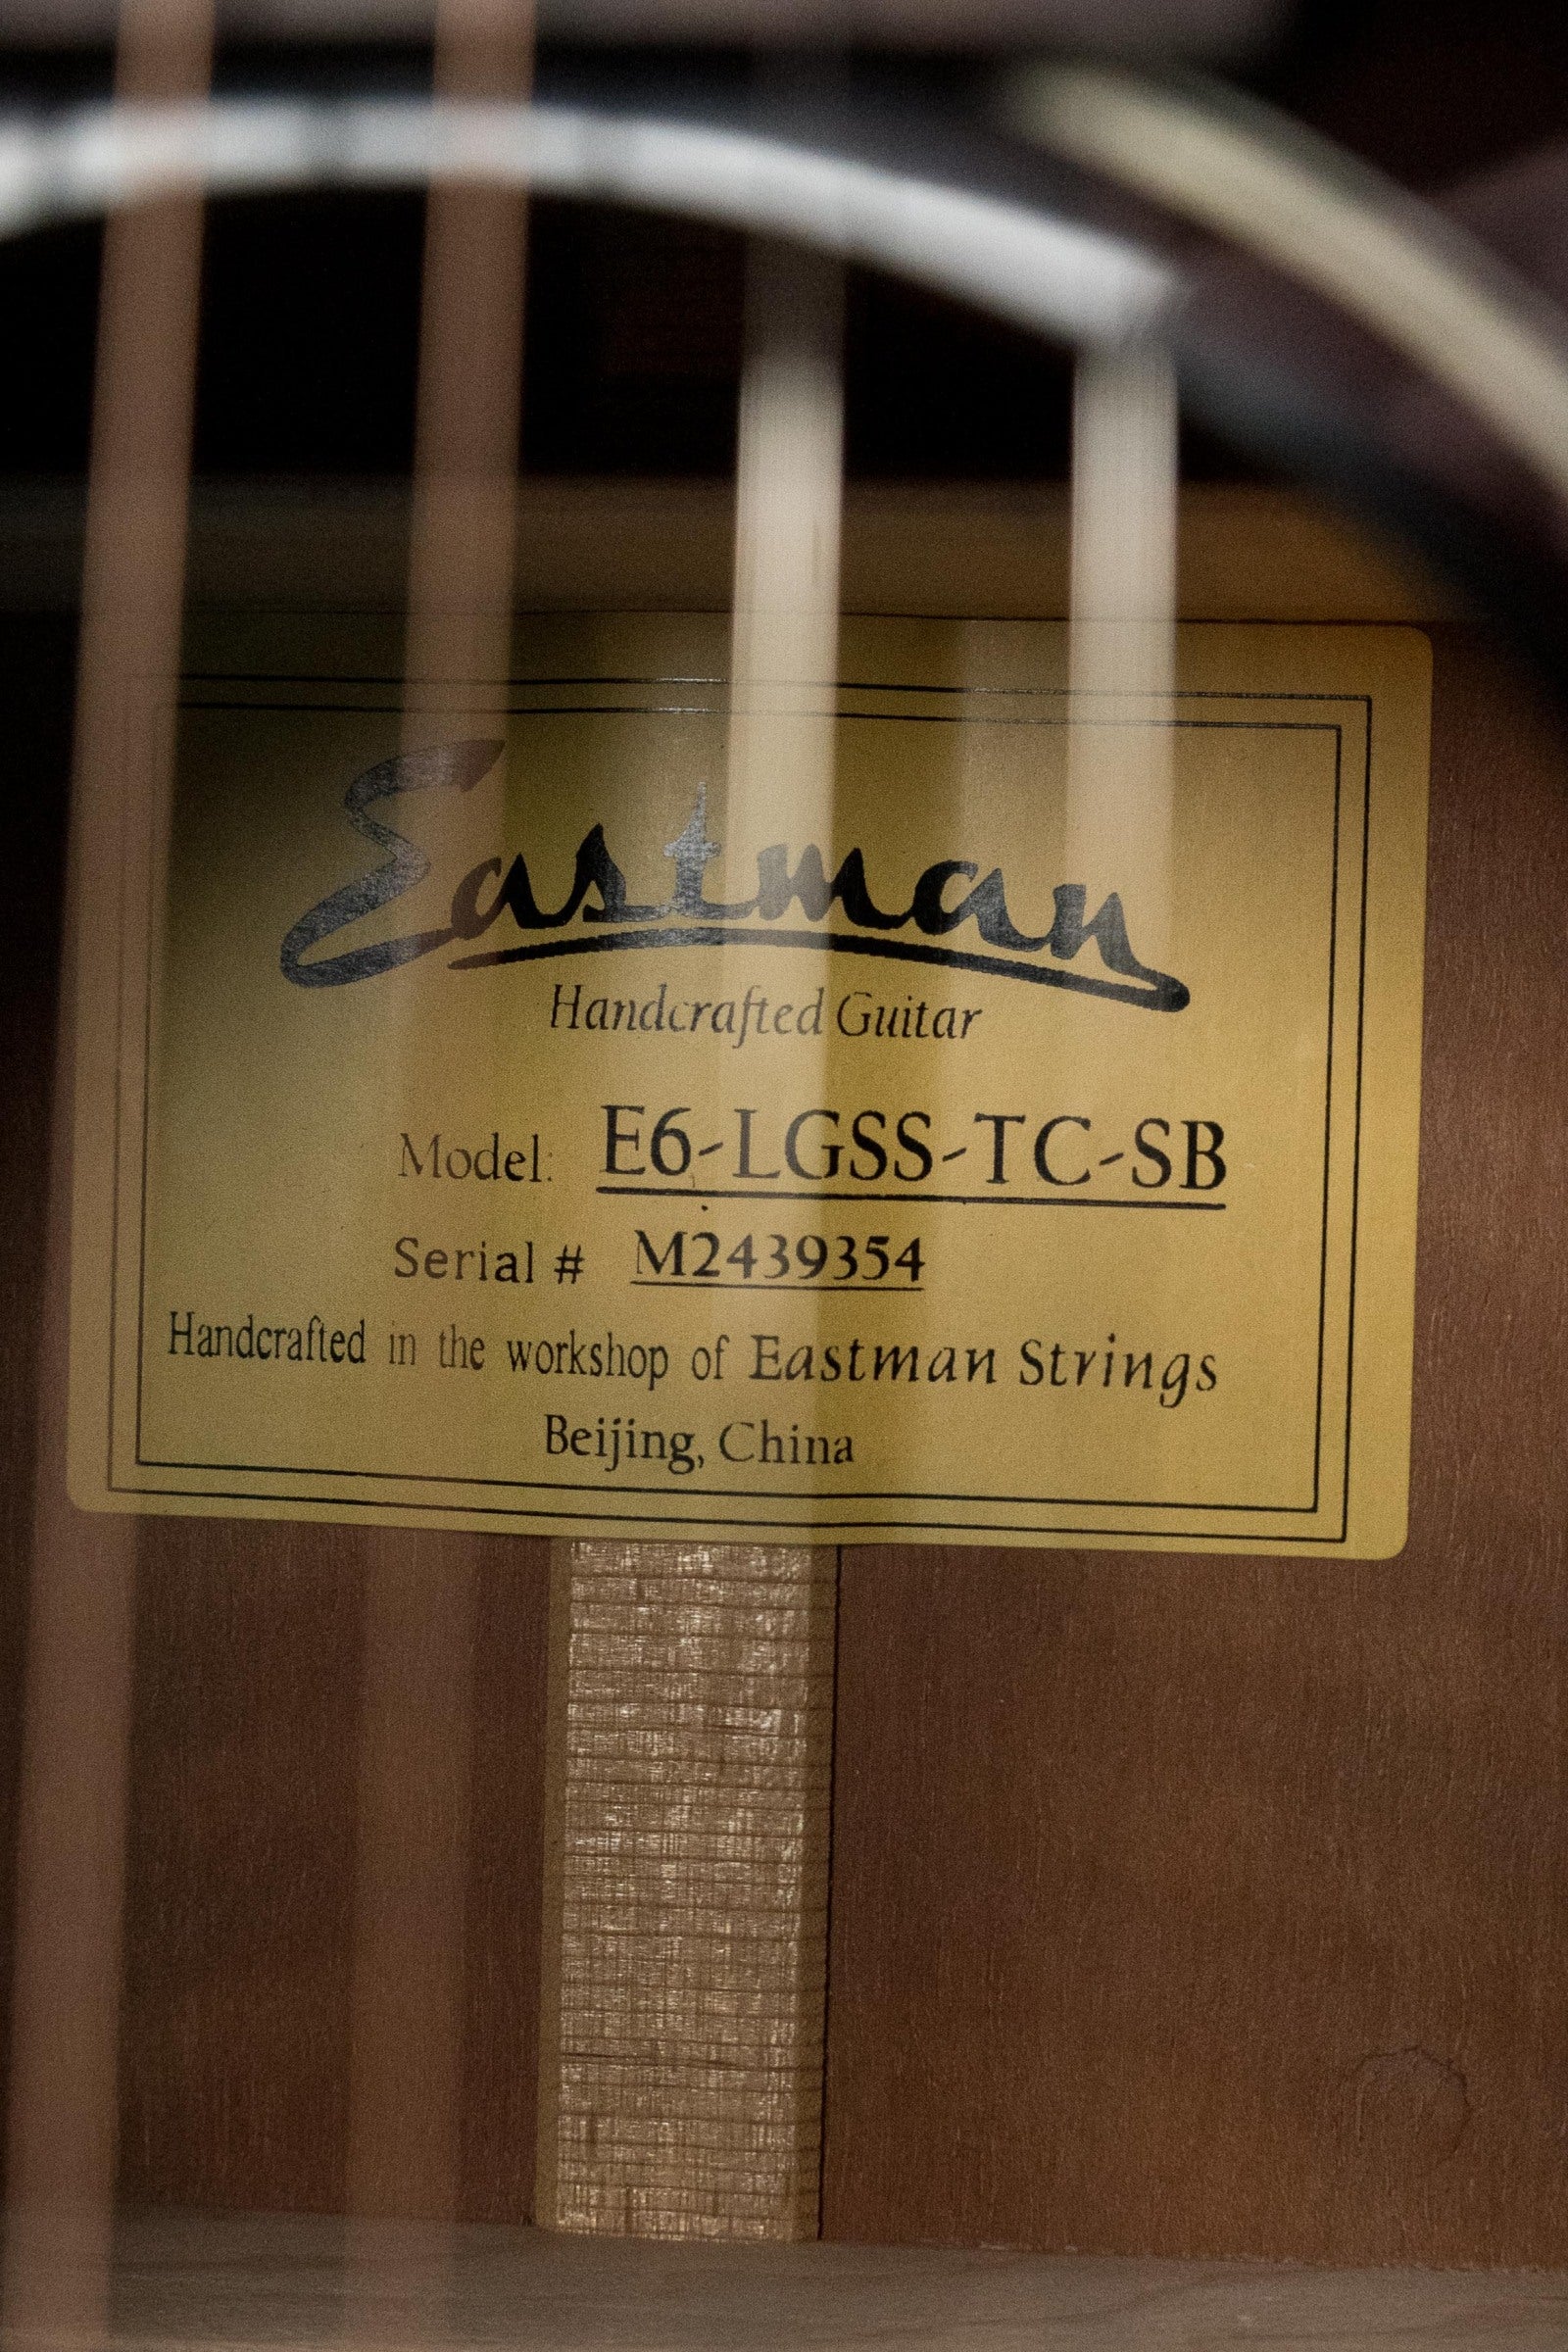 Eastman
Handcrafted Guitar
Model: E6-LGSS-TC-SB
Serial # M2439354
Handcrafted in the workshop of Eastman Strings
Beijing, China